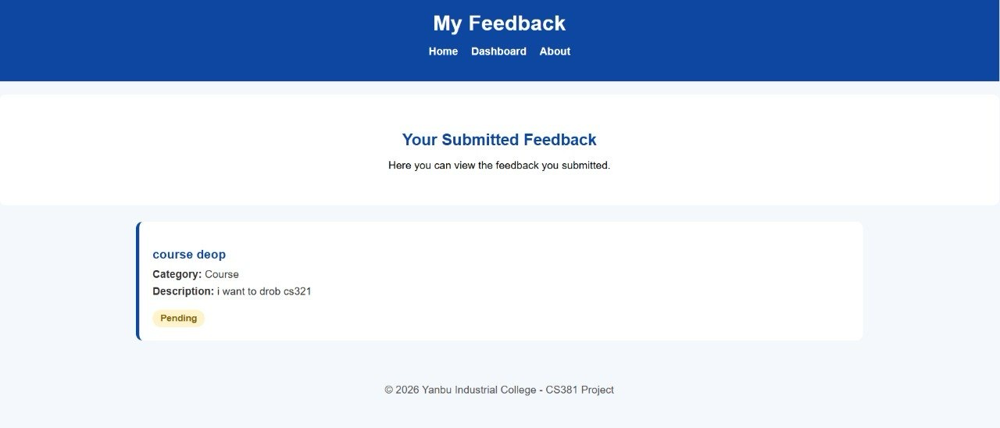 My Feedback
Home Dashboard About
Your Submitted Feedback
Here you can view the feedback you submitted.
course deop
Category: Course
Description: i want to drob cs321
Pending
© 2026 Yanbu Industrial College - CS381 Project